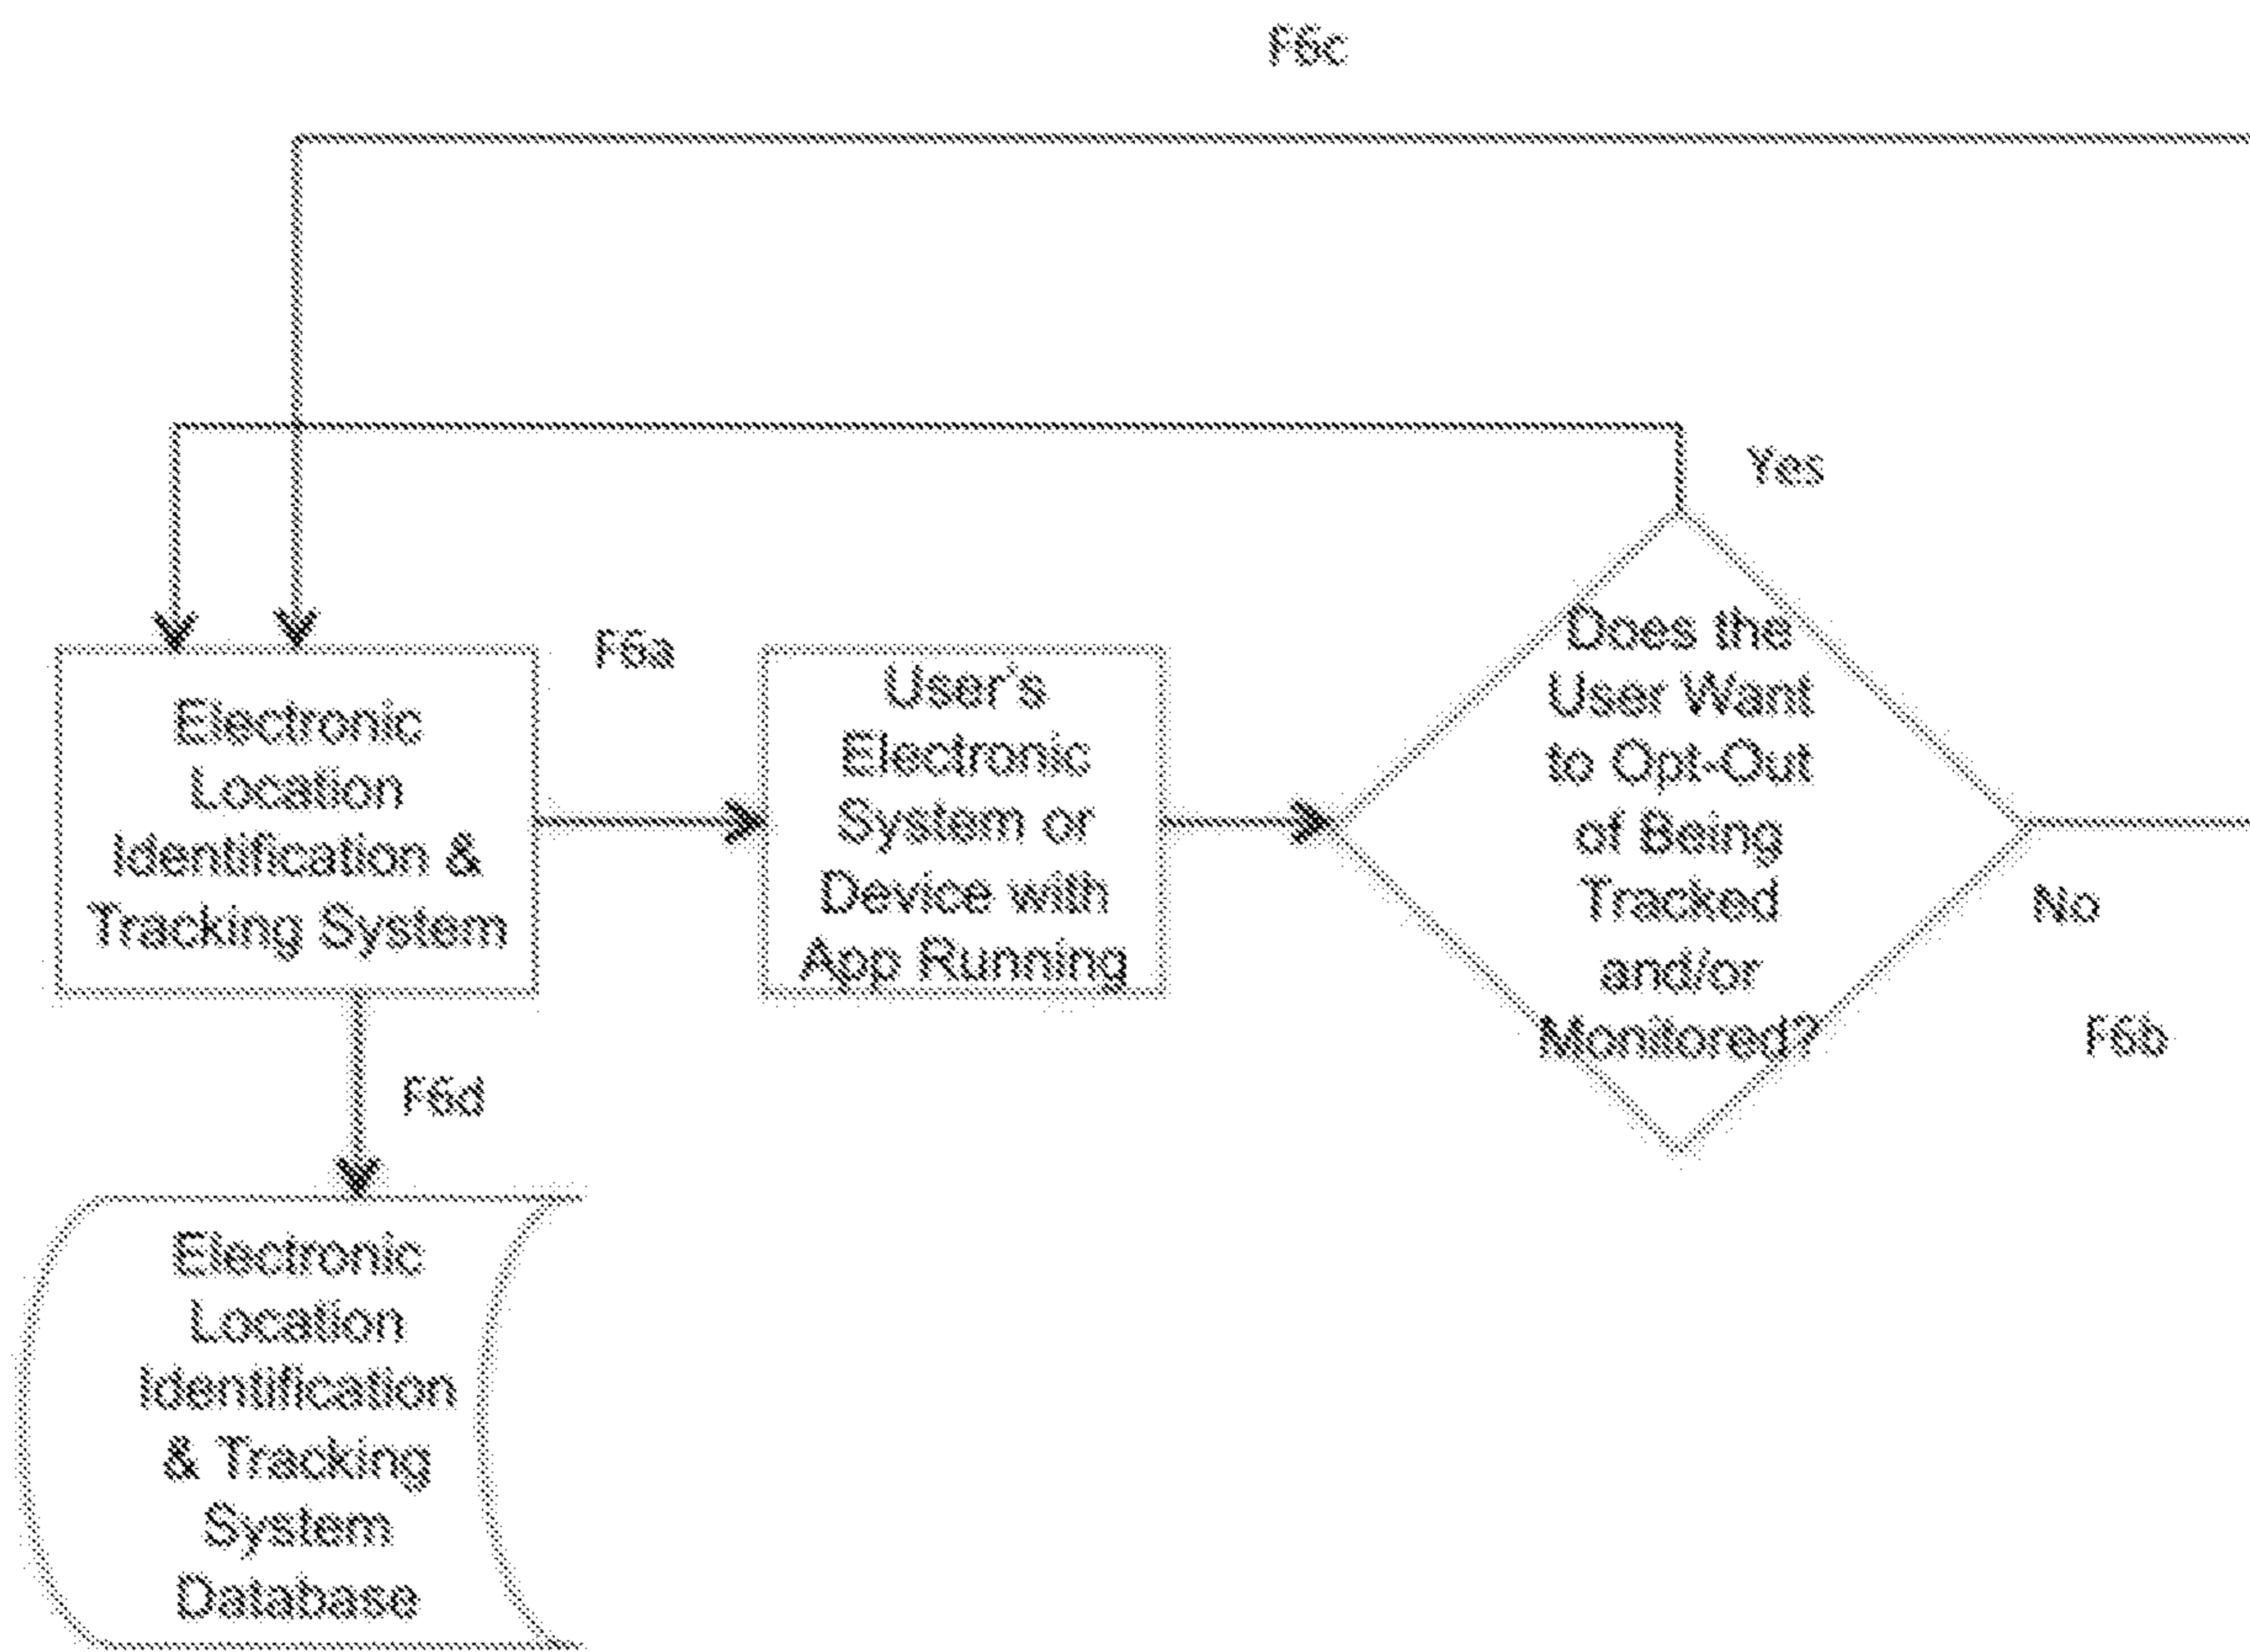 F6c
Yes
F6a
Electronic
Location
Identification &
Tracking System
User's
Electronic
System or
Device with
App Running
Does the
User Want
to Opt-Out
of Being
Tracked
and/or
Monitored?
No
F6b
F6d
Electronic
Location
Identification
& Tracking
System
Database